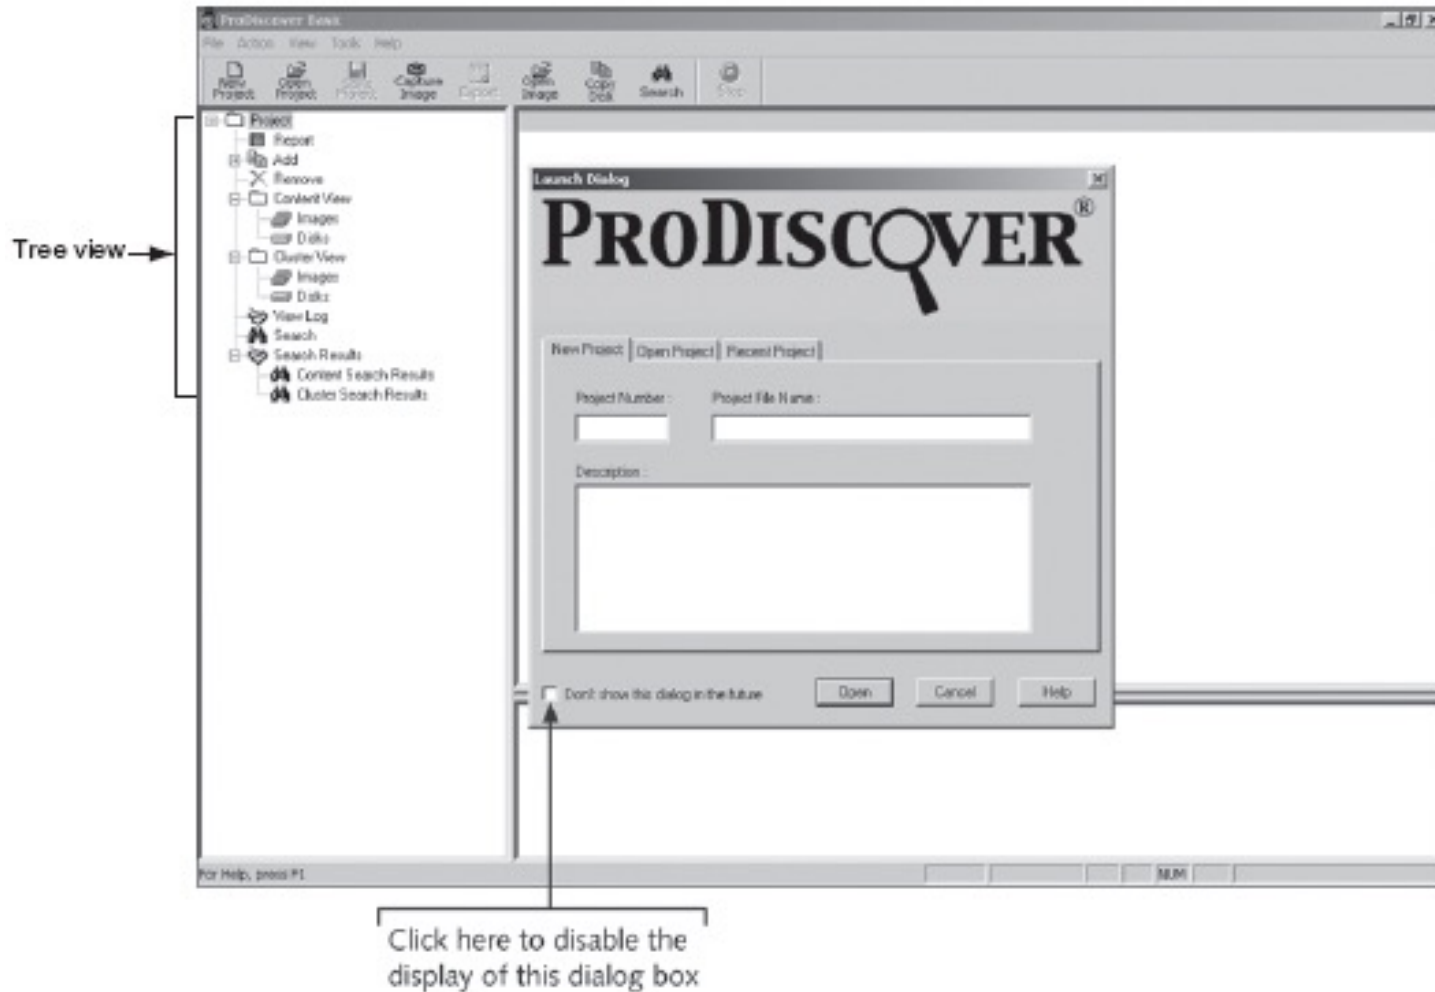 ProDiscover Basic
File Action View Tools Help
New Project
Open Project
Save Project
Capture Image
Export
Open Image
Copy Disk
Search
Stop
Project
Report
Add
Remove
Content View
Images
Disks
Cluster View
Images
Disks
View Log
Search
Search Results
Content Search Results
Cluster Search Results
Tree view
Launch Dialog
PRODISCOVER®
New Project Open Project Recent Project
Project Number : Project File Name :
Description :
Don't show this dialog in the future Open Cancel Help
For Help, press F1 NUM
Click here to disable the
display of this dialog box